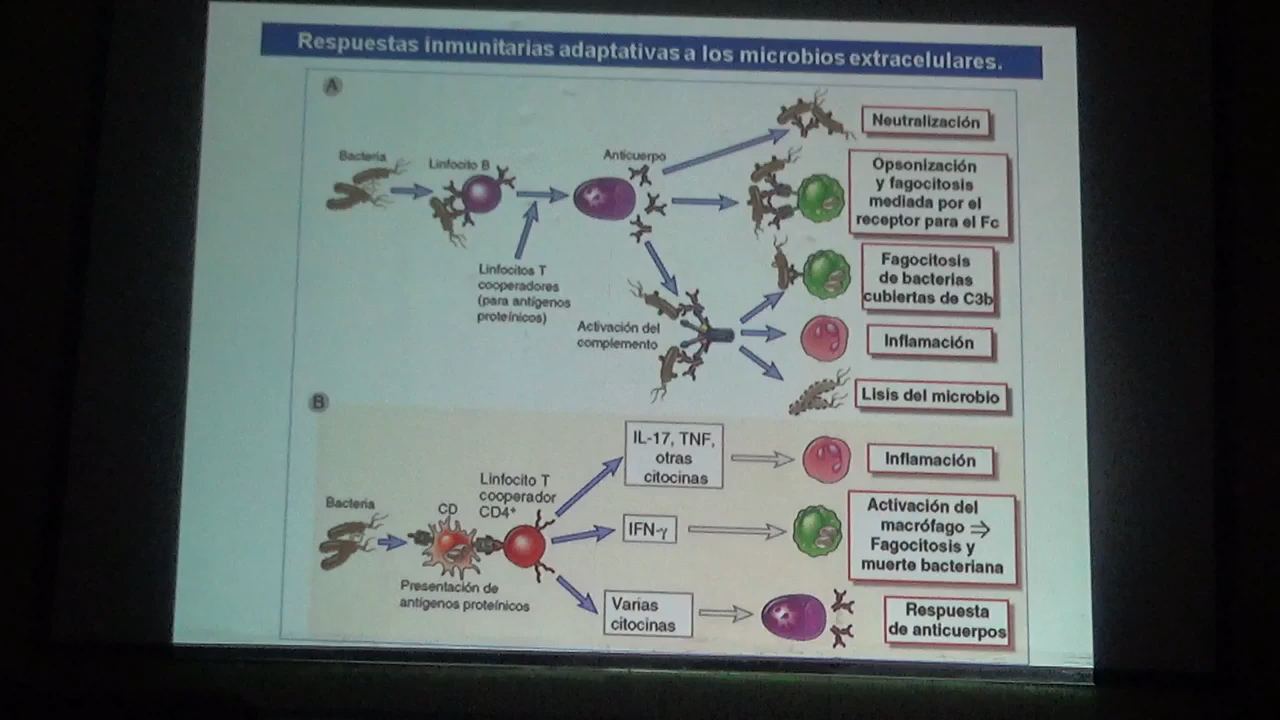 Respuestas inmunitarias adaptativas a los microbios extracelulares.
A
Bacteria
Linfocito B
Anticuerpo
Linfocitos T
cooperadores
(para antígenos
proteínicos)
Activación del
complemento
Neutralización
Opsonización
y fagocitosis
mediada por el
receptor para el Fc
Fagocitosis
de bacterias
cubiertas de C3b
Inflamación
Lisis del microbio
B
Bacteria
CD
Presentación de
antígenos proteínicos
Linfocito T
cooperador
CD4+
IL-17, TNF,
otras
citocinas
Inflamación
IFN-γ
Activación del
macrófago ⇒
Fagocitosis y
muerte bacteriana
Varias
citocinas
Respuesta
de anticuerpos